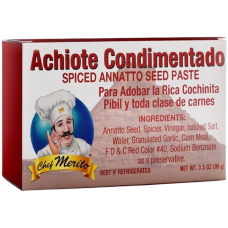 Achiote Condimentado
SPICED ANNATTO SEED PASTE
Para Adobar la Rica Cochinita
Pibil y toda clase de carnes
INGREDIENTS:
Annatto Seed, Spices, Vinegar, Iodized Salt,
Water, Granulated Garlic, Corn Meal,
F D & C Red Color #40, Sodium Benzoate
as a preservative.
Chef Merito
BEST IF REFRIGERATED
NET WT. 3.5 OZ (99 g)